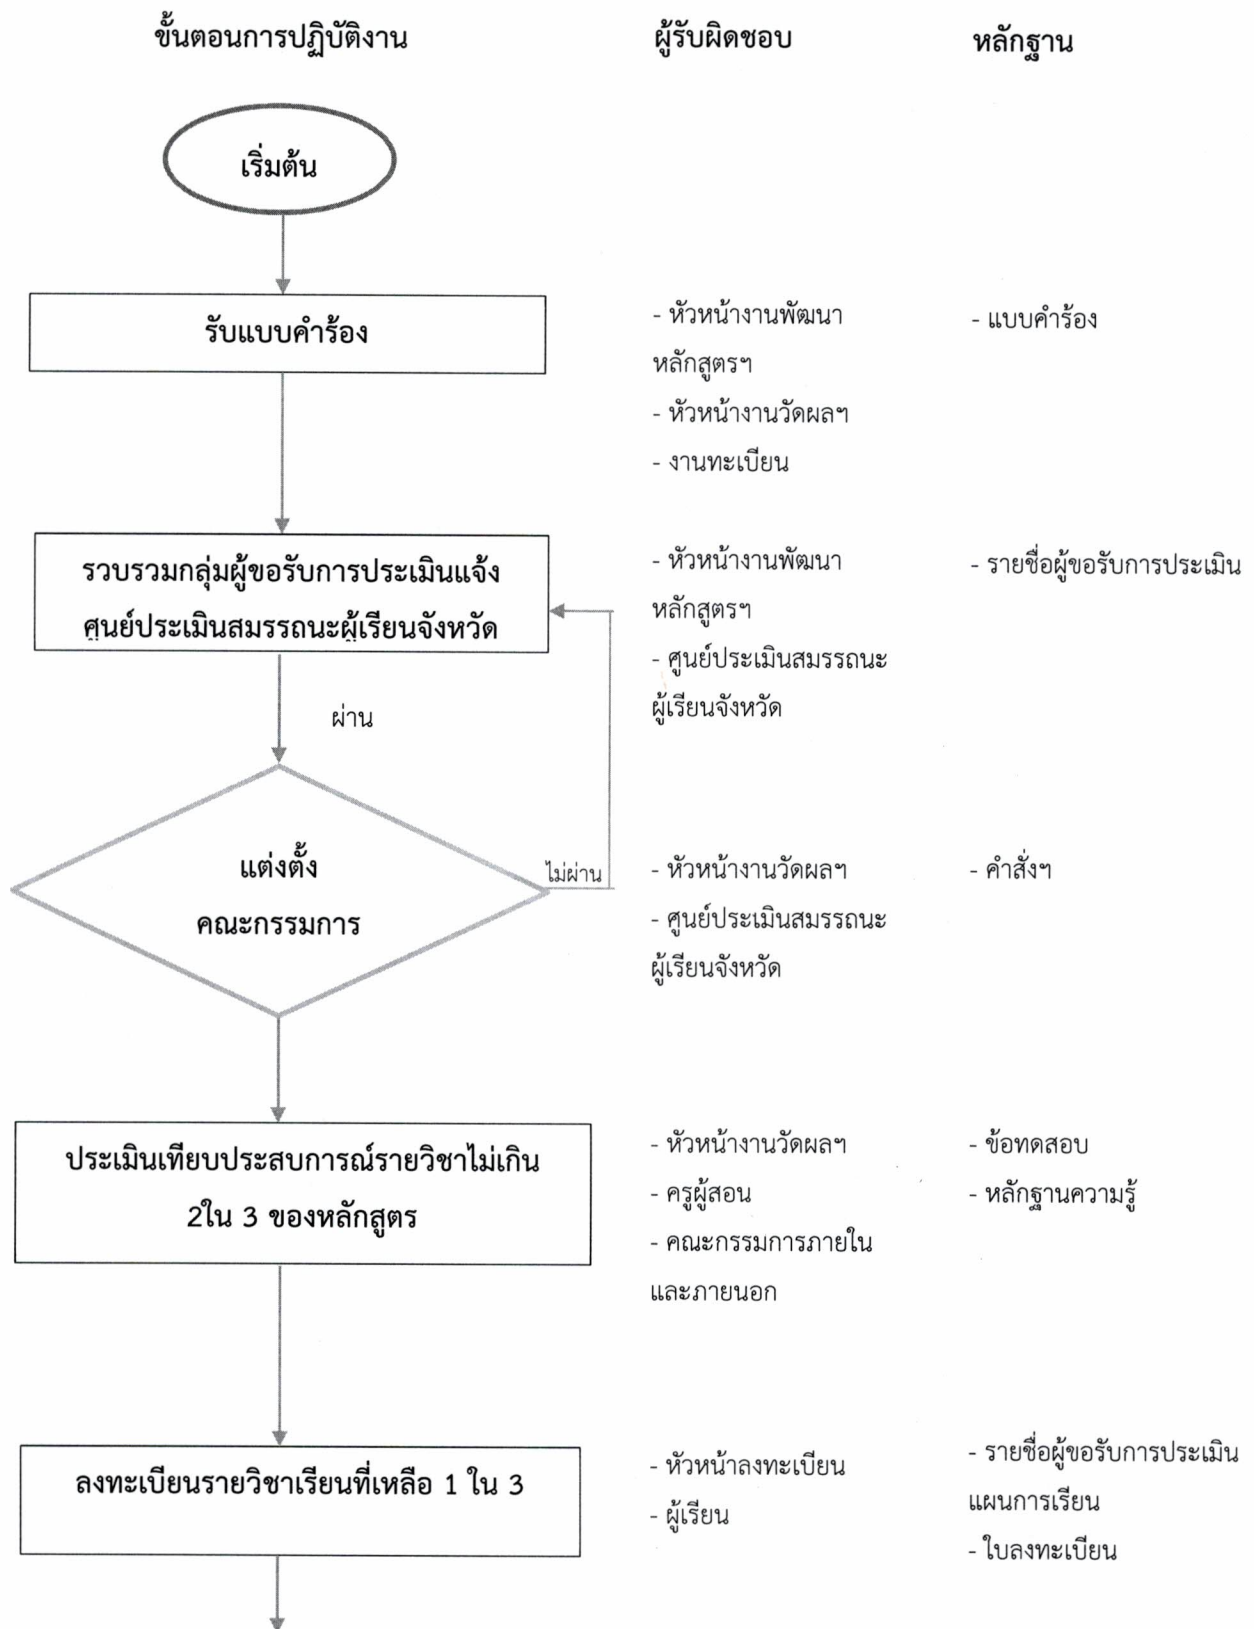 ขั้นตอนการปฏิบัติงาน
ผู้รับผิดชอบ
หลักฐาน
เริ่มต้น
รับแบบคำร้อง
- หัวหน้างานพัฒนา
หลักสูตรฯ
- หัวหน้างานวัดผลฯ
- งานทะเบียน
- แบบคำร้อง
รวบรวมกลุ่มผู้ขอรับการประเมินแจ้ง
ศูนย์ประเมินสมรรถนะผู้เรียนจังหวัด
- หัวหน้างานพัฒนา
หลักสูตรฯ
- ศูนย์ประเมินสมรรถนะ
ผู้เรียนจังหวัด
- รายชื่อผู้ขอรับการประเมิน
ผ่าน
แต่งตั้ง
คณะกรรมการ
ไม่ผ่าน
- หัวหน้างานวัดผลฯ
- ศูนย์ประเมินสมรรถนะ
ผู้เรียนจังหวัด
- คำสั่งฯ
ประเมินเทียบประสบการณ์รายวิชาไม่เกิน
2ใน 3 ของหลักสูตร
- หัวหน้างานวัดผลฯ
- ครูผู้สอน
- คณะกรรมการภายใน
และภายนอก
- ข้อทดสอบ
- หลักฐานความรู้
ลงทะเบียนรายวิชาเรียนที่เหลือ 1 ใน 3
- หัวหน้าลงทะเบียน
- ผู้เรียน
- รายชื่อผู้ขอรับการประเมิน
แผนการเรียน
- ใบลงทะเบียน